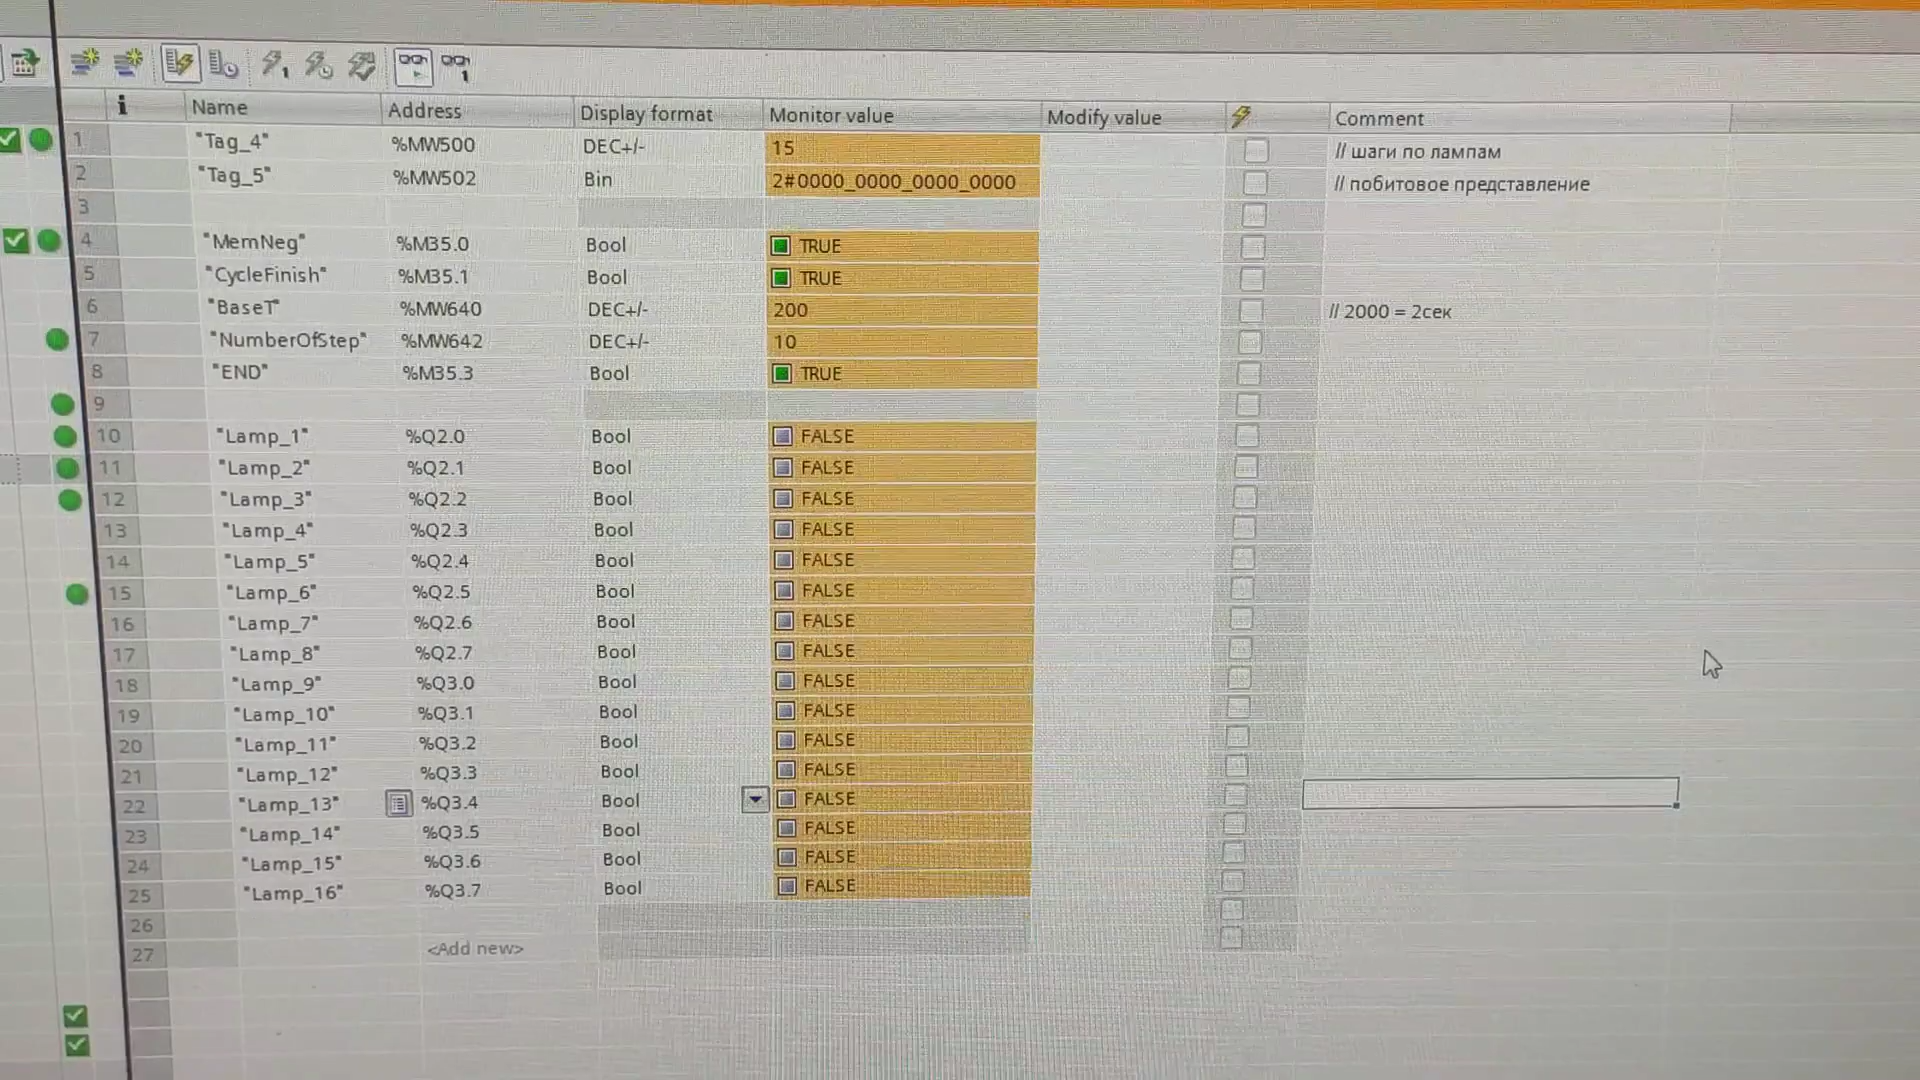 i Name Address Display format Monitor value Modify value Comment
1 "Tag_4" %MW500 DEC+/- 15 // шаги по лампам
2 "Tag_5" %MW502 Bin 2#0000_0000_0000_0000 // побитовое представление
3
4 "MemNeg" %M35.0 Bool TRUE
5 "CycleFinish" %M35.1 Bool TRUE
6 "BaseT" %MW640 DEC+/- 200 // 2000 = 2сек
7 "NumberOfStep" %MW642 DEC+/- 10
8 "END" %M35.3 Bool TRUE
9
10 "Lamp_1" %Q2.0 Bool FALSE
11 "Lamp_2" %Q2.1 Bool FALSE
12 "Lamp_3" %Q2.2 Bool FALSE
13 "Lamp_4" %Q2.3 Bool FALSE
14 "Lamp_5" %Q2.4 Bool FALSE
15 "Lamp_6" %Q2.5 Bool FALSE
16 "Lamp_7" %Q2.6 Bool FALSE
17 "Lamp_8" %Q2.7 Bool FALSE
18 "Lamp_9" %Q3.0 Bool FALSE
19 "Lamp_10" %Q3.1 Bool FALSE
20 "Lamp_11" %Q3.2 Bool FALSE
21 "Lamp_12" %Q3.3 Bool FALSE
22 "Lamp_13" %Q3.4 Bool FALSE
23 "Lamp_14" %Q3.5 Bool FALSE
24 "Lamp_15" %Q3.6 Bool FALSE
25 "Lamp_16" %Q3.7 Bool FALSE
26
27 <Add new>